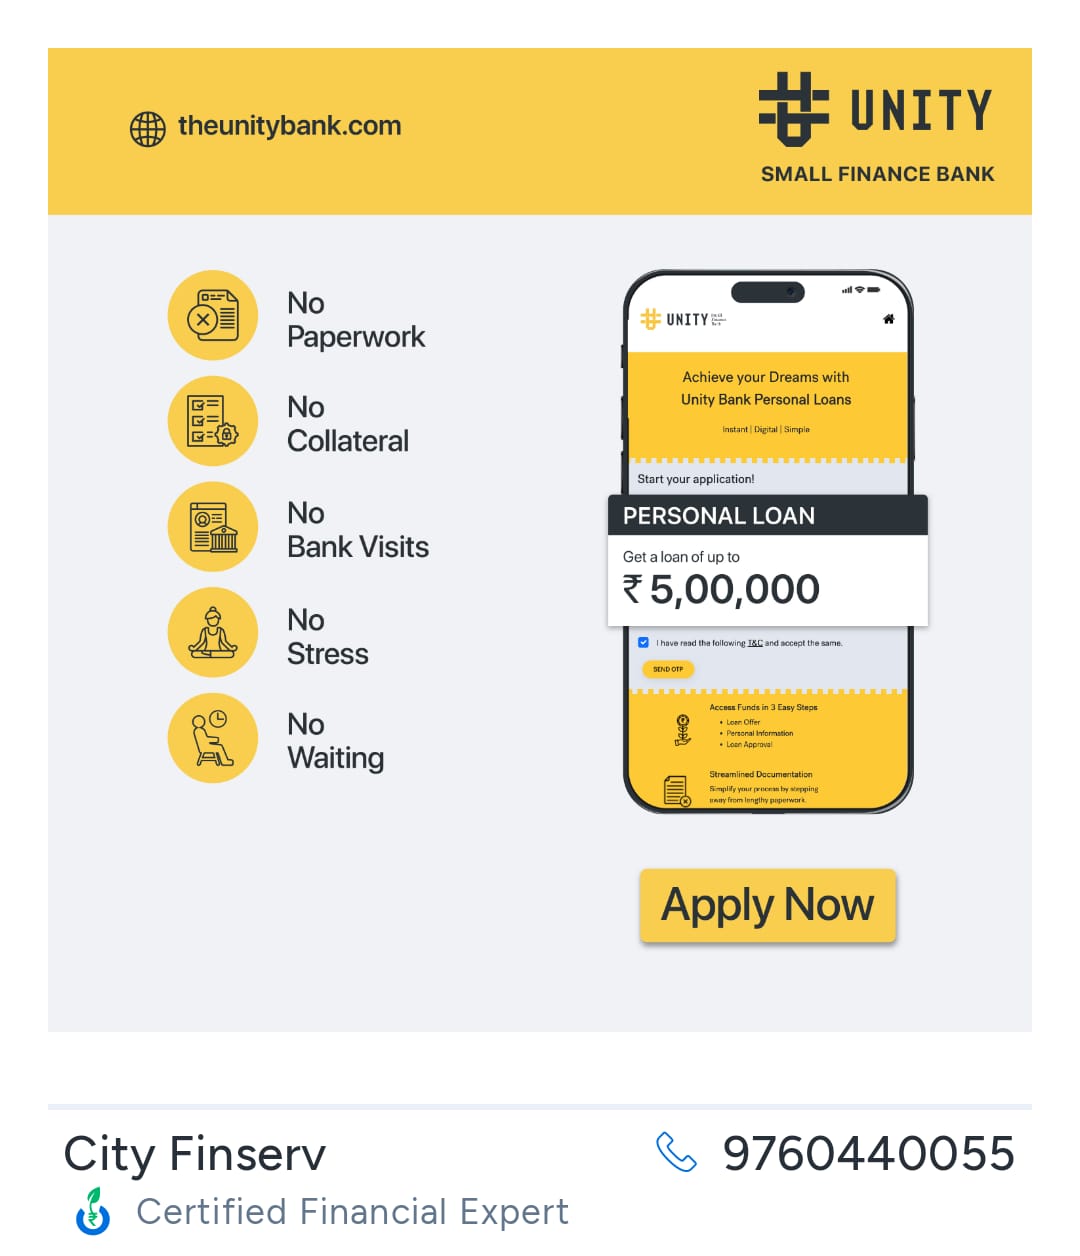 theunitybank.com
UNITY
SMALL FINANCE BANK
No
Paperwork
No
Collateral
No
Bank Visits
No
Stress
No
Waiting
UNITY Small Finance Bank
Achieve your Dreams with
Unity Bank Personal Loans
Instant | Digital | Simple
Start your application!
PERSONAL LOAN
Get a loan of up to
₹ 5,00,000
I have read the following T&C and accept the same.
SEND OTP
Access Funds in 3 Easy Steps
• Loan Offer
• Personal Information
• Loan Approval
Streamlined Documentation
Simplify your process by stepping
away from lengthy paperwork.
Apply Now
City Finserv
9760440055
Certified Financial Expert